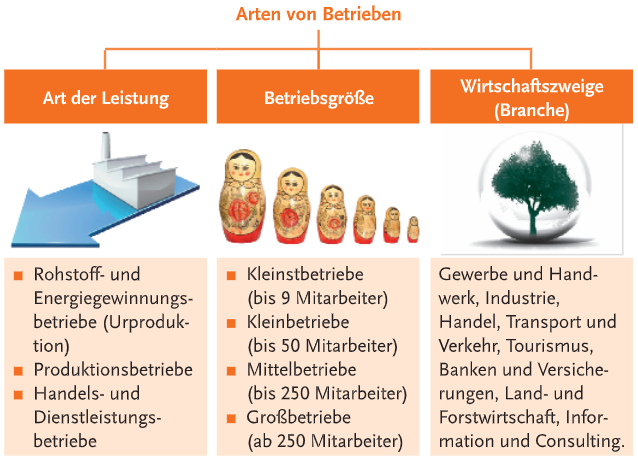 Arten von Betrieben
Art der Leistung
Betriebsgröße
Wirtschaftszweige
(Branche)
■ Rohstoff- und
Energiegewinnungs-
betriebe (Urproduk-
tion)
■ Produktionsbetriebe
■ Handels- und
Dienstleistungs-
betriebe
■ Kleinstbetriebe
(bis 9 Mitarbeiter)
■ Kleinbetriebe
(bis 50 Mitarbeiter)
■ Mittelbetriebe
(bis 250 Mitarbeiter)
■ Großbetriebe
(ab 250 Mitarbeiter)
Gewerbe und Hand-
werk, Industrie,
Handel, Transport und
Verkehr, Tourismus,
Banken und Versiche-
rungen, Land- und
Forstwirtschaft, Infor-
mation und Consulting.